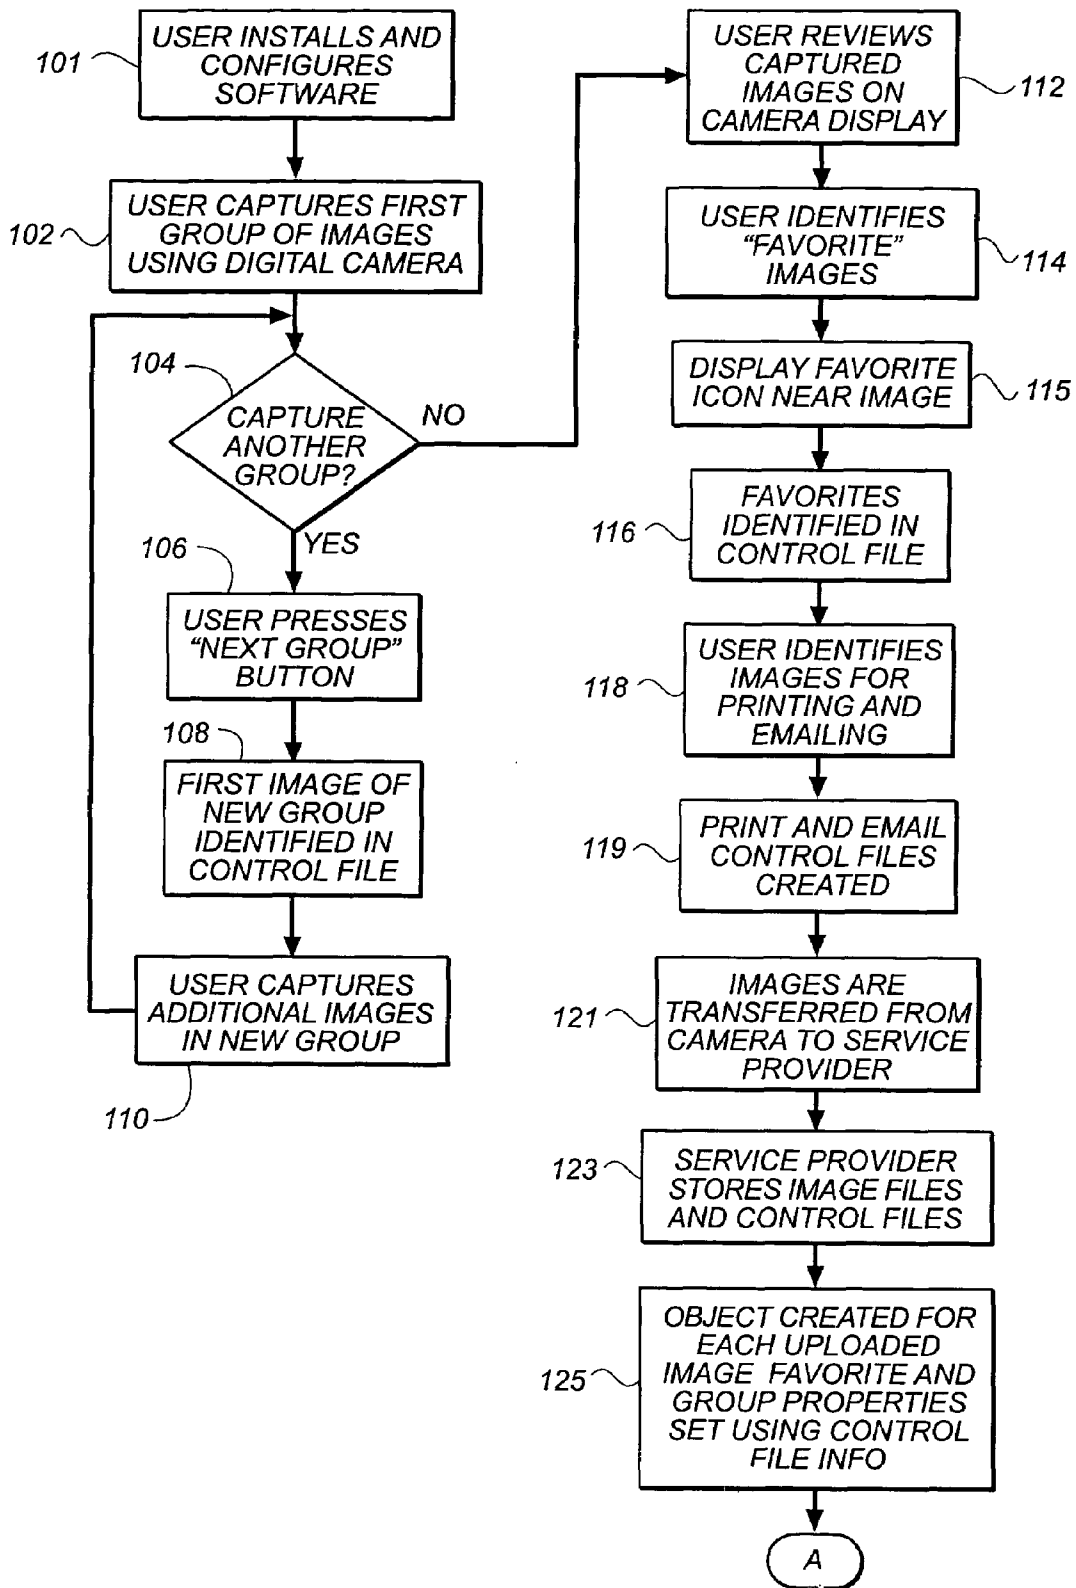 101
USER INSTALLS AND
CONFIGURES
SOFTWARE
102
USER CAPTURES FIRST
GROUP OF IMAGES
USING DIGITAL CAMERA
104
CAPTURE
ANOTHER
GROUP?
NO
YES
106
USER PRESSES
“NEXT GROUP”
BUTTON
108
FIRST IMAGE OF
NEW GROUP
IDENTIFIED IN
CONTROL FILE
USER CAPTURES
ADDITIONAL IMAGES
IN NEW GROUP
110
USER REVIEWS
CAPTURED
IMAGES ON
CAMERA DISPLAY
112
USER IDENTIFIES
“FAVORITE”
IMAGES
114
DISPLAY FAVORITE
ICON NEAR IMAGE
115
116
FAVORITES
IDENTIFIED IN
CONTROL FILE
118
USER IDENTIFIES
IMAGES FOR
PRINTING AND
EMAILING
119
PRINT AND EMAIL
CONTROL FILES
CREATED
121
IMAGES ARE
TRANSFERRED FROM
CAMERA TO SERVICE
PROVIDER
123
SERVICE PROVIDER
STORES IMAGE FILES
AND CONTROL FILES
125
OBJECT CREATED FOR
EACH UPLOADED
IMAGE FAVORITE AND
GROUP PROPERTIES
SET USING CONTROL
FILE INFO
A